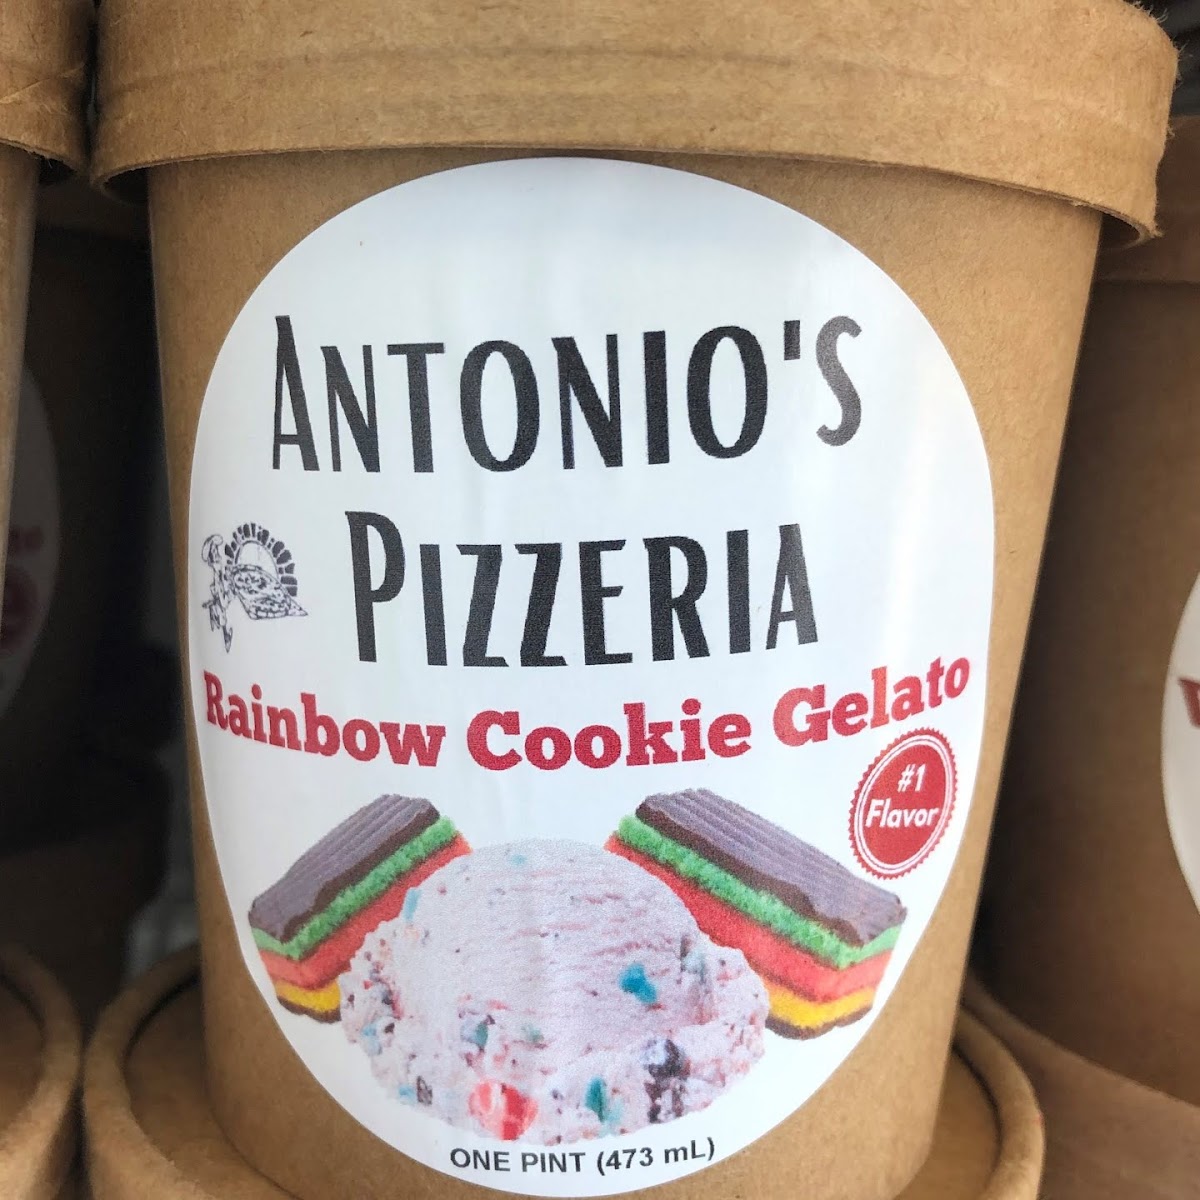 ANTONIO'S
PIZZERIA
Rainbow Cookie Gelato
#1
Flavor
ONE PINT (473 mL)